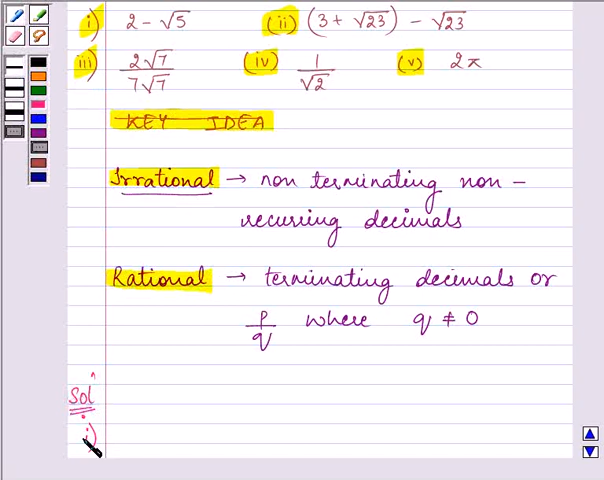 i) 2 - √5 (ii) (3 + √23) - √23
iii) 2√7/7√7 (iv) 1/√2 (v) 2π
KEY IDEA
Irrational → non terminating non -
recurring decimals
Rational → terminating decimals or
p/q where q ≠ 0
Sol^n:
i)